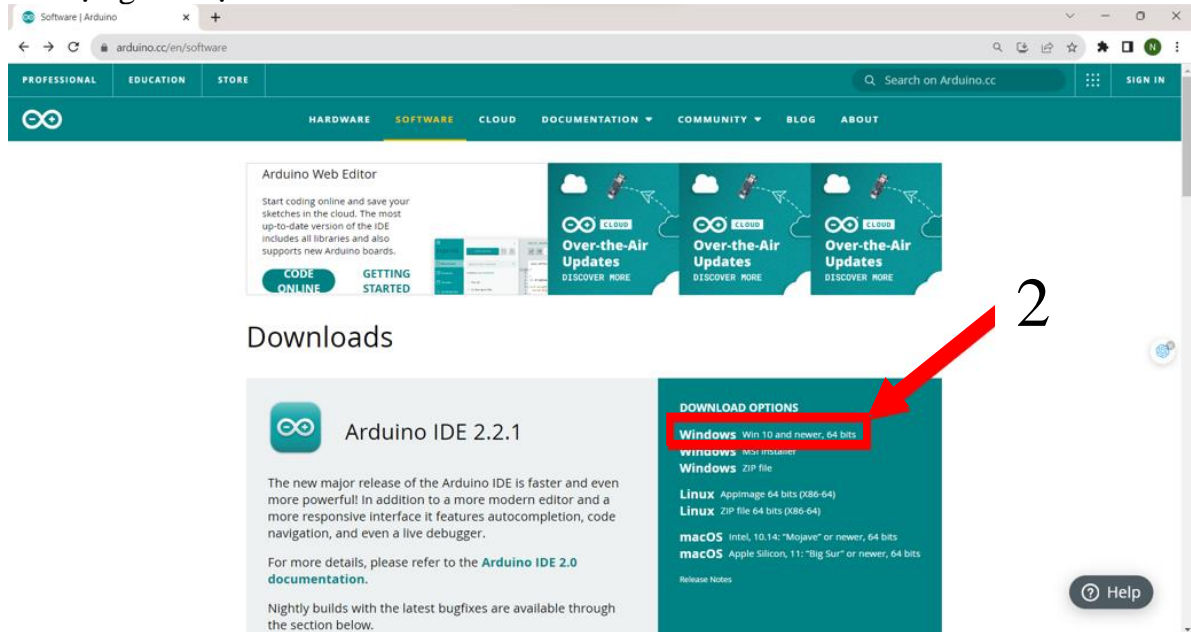 Software | Arduino
arduino.cc/en/software
N
PROFESSIONAL EDUCATION STORE
Search on Arduino.cc
SIGN IN
HARDWARE SOFTWARE CLOUD DOCUMENTATION COMMUNITY BLOG ABOUT
Arduino Web Editor
Start coding online and save your
sketches in the cloud. The most
up-to-date version of the IDE
includes all libraries and also
supports new Arduino boards.
CODE
ONLINE
GETTING
STARTED
CLOUD
Over-the-Air
Updates
DISCOVER MORE
CLOUD
Over-the-Air
Updates
DISCOVER MORE
CLOUD
Over-the-Air
Updates
DISCOVER MORE
2
Downloads
Arduino IDE 2.2.1
The new major release of the Arduino IDE is faster and even
more powerful! In addition to a more modern editor and a
more responsive interface it features autocompletion, code
navigation, and even a live debugger.
For more details, please refer to the Arduino IDE 2.0
documentation.
Nightly builds with the latest bugfixes are available through
the section below.
DOWNLOAD OPTIONS
Windows Win 10 and newer, 64 bits
Windows MSI installer
Windows ZIP file
Linux AppImage 64 bits (X86-64)
Linux ZIP file 64 bits (X86-64)
macOS Intel, 10.14: "Mojave" or newer, 64 bits
macOS Apple Silicon, 11: "Big Sur" or newer, 64 bits
Release Notes
Help